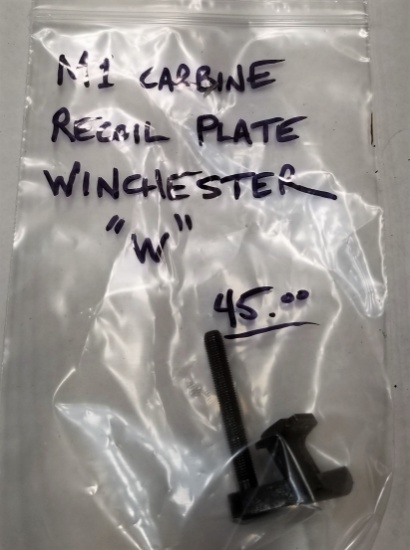 M1 CARBINE
RECOIL PLATE
WINCHESTER
"W"
45.00